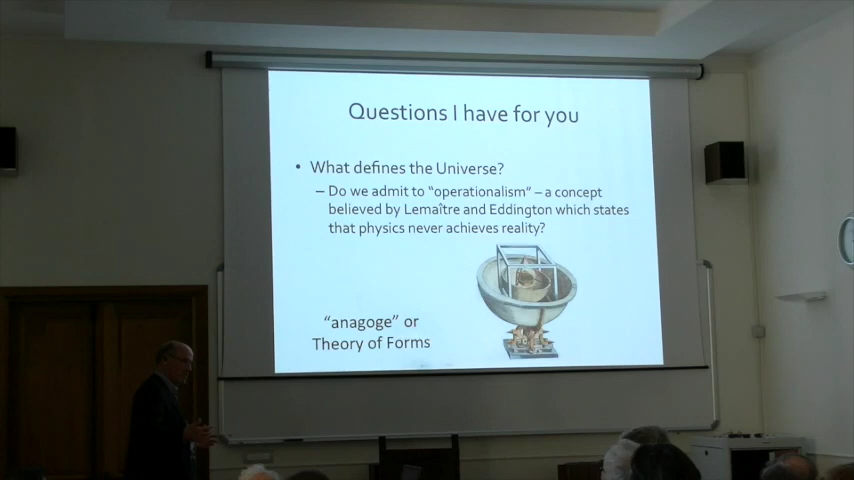 Questions I have for you
• What defines the Universe?
– Do we admit to “operationalism” – a concept
believed by Lemaître and Eddington which states
that physics never achieves reality?
“anagoge” or
Theory of Forms